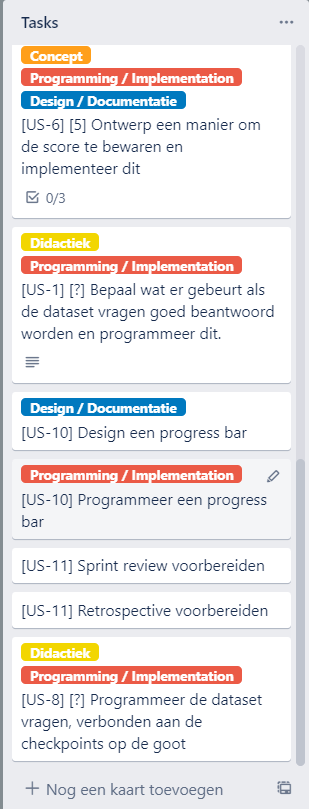 Tasks
Concept
Programming / Implementation
Design / Documentatie
[US-6] [5] Ontwerp een manier om
de score te bewaren en
implementeer dit
0/3
Didactiek
Programming / Implementation
[US-1] [?] Bepaal wat er gebeurt als
de dataset vragen goed beantwoord
worden en programmeer dit.
Design / Documentatie
[US-10] Design een progress bar
Programming / Implementation
[US-10] Programmeer een progress
bar
[US-11] Sprint review voorbereiden
[US-11] Retrospective voorbereiden
Didactiek
Programming / Implementation
[US-8] [?] Programmeer de dataset
vragen, verbonden aan de
checkpoints op de goot
Nog een kaart toevoegen